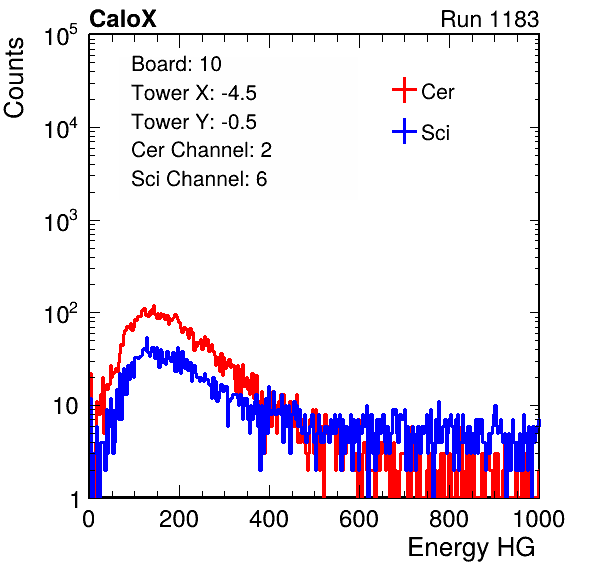 CaloX Run 1183
Counts
10^5
10^4
10^3
10^2
10
1
Board: 10
Tower X: -4.5
Tower Y: -0.5
Cer Channel: 2
Sci Channel: 6
Cer
Sci
0 200 400 600 800 1000
Energy HG